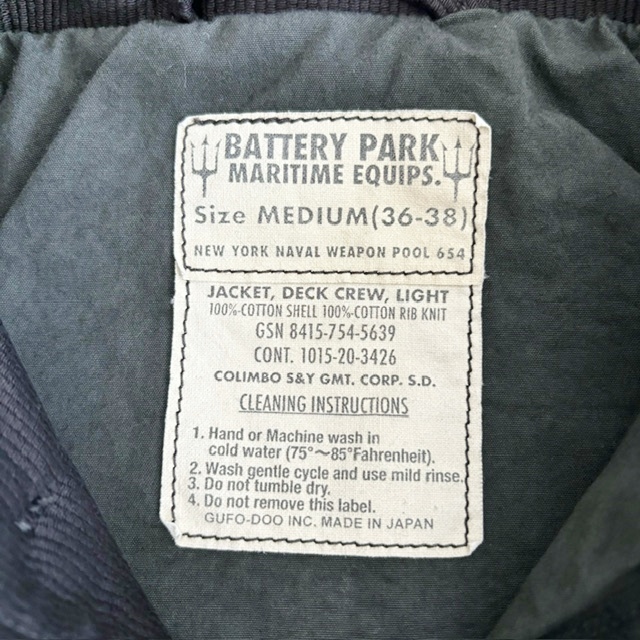 BATTERY PARK
MARITIME EQUIPS.
Size MEDIUM(36-38)
NEW YORK NAVAL WEAPON POOL 654
JACKET, DECK CREW, LIGHT
100%-COTTON SHELL 100%-COTTON RIB KNIT
GSN 8415-754-5639
CONT. 1015-20-3426
COLIMBO S&Y GMT. CORP. S.D.
CLEANING INSTRUCTIONS
1. Hand or Machine wash in
cold water (75°～85°Fahrenheit).
2. Wash gentle cycle and use mild rinse.
3. Do not tumble dry.
4. Do not remove this label.
GUFO-DOO INC. MADE IN JAPAN